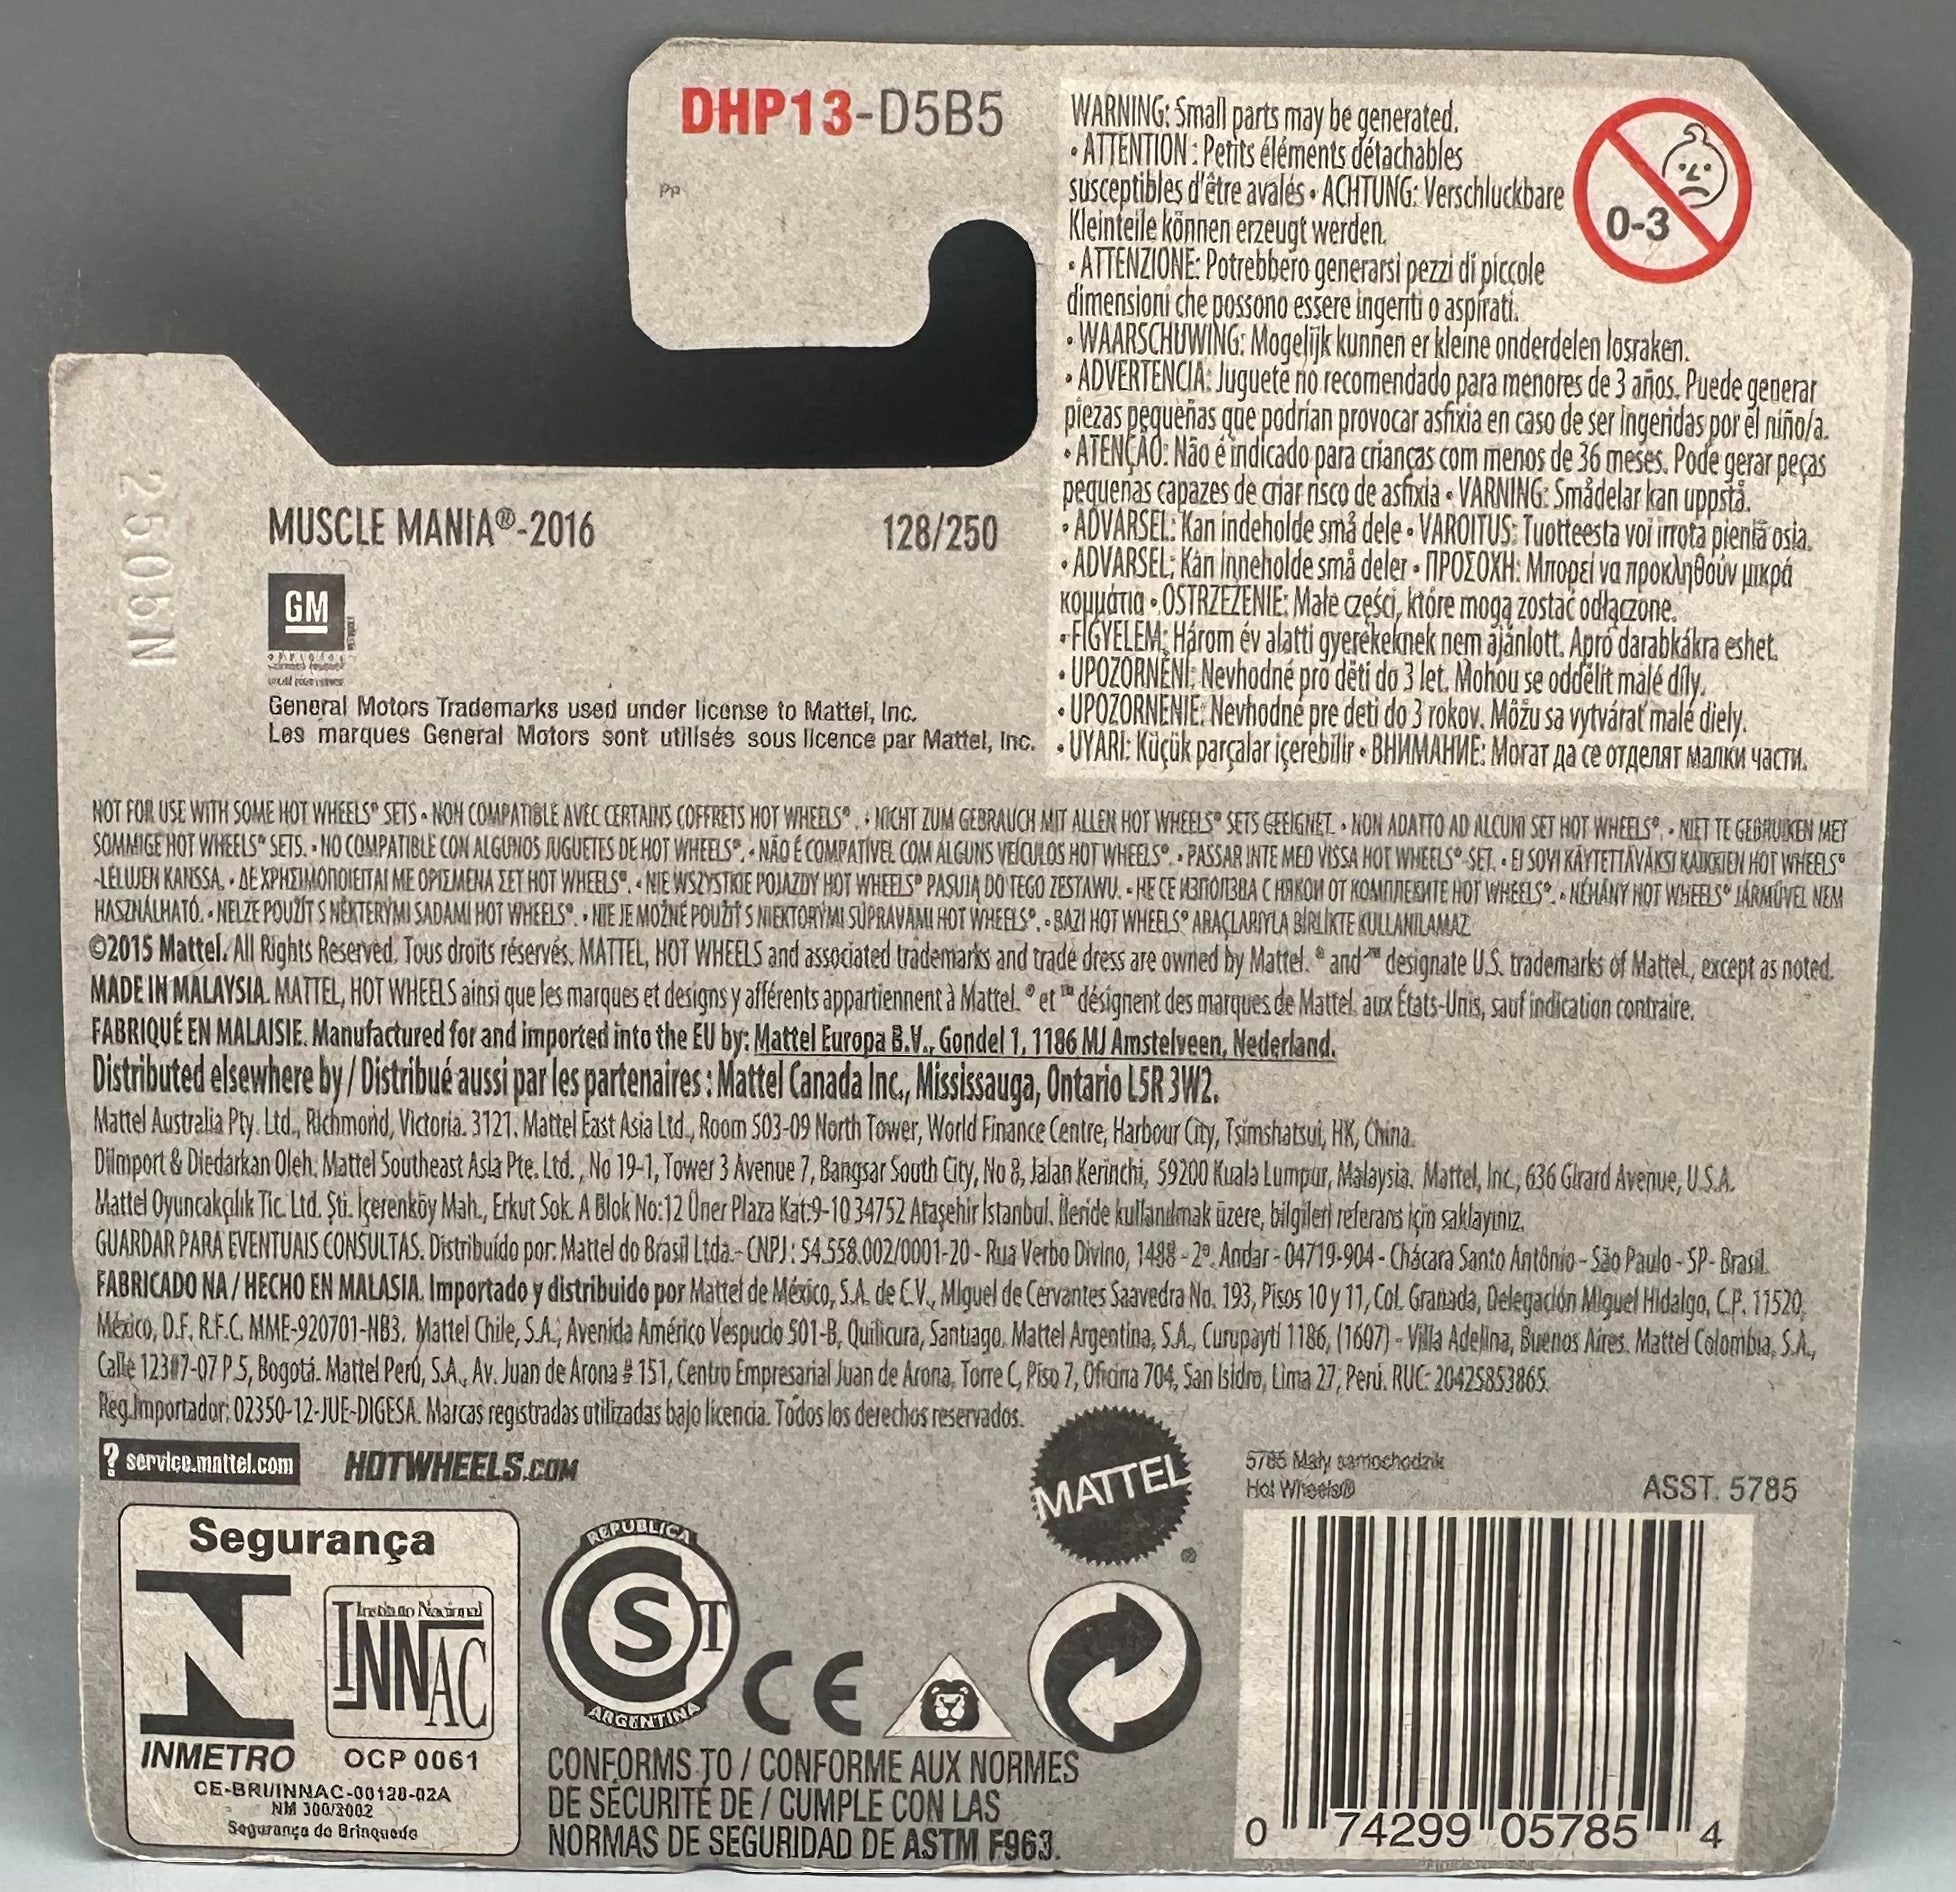 DHP13-D5B5
PP
WARNING: Small parts may be generated.
• ATTENTION : Petits éléments détachables
susceptibles d'être avalés • ACHTUNG: Verschluckbare
Kleinteile können erzeugt werden.
• ATTENZIONE: Potrebbero generarsi pezzi di piccole
dimensioni che possono essere ingeriti o aspirati.
• WAARSCHUWING: Mogelijk kunnen er kleine onderdelen losraken.
• ADVERTENCIA: Juguete no recomendado para menores de 3 años. Puede generar
piezas pequeñas que podrían provocar asfixia en caso de ser ingeridas por el niño/a.
• ATENÇÃO: Não é indicado para crianças com menos de 36 meses. Pode gerar peças
pequenas capazes de criar risco de asfixia • VARNING: Smådelar kan uppstå.
• ADVARSEL: Kan indeholde små dele • VAROITUS: Tuotteesta voi irrota pieniä osia.
• ADVARSEL: Kan inneholde små deler • ΠΡΟΣΟΧΗ: Μπορεί να προκληθούν μικρά
κομμάτια • OSTRZEŻENIE: Małe części, które mogą zostać odłączone.
• FIGYELEM: Három év alatti gyerekeknek nem ajánlott. Apró darabkákra eshet.
• UPOZORNĚNÍ: Nevhodné pro děti do 3 let. Mohou se oddělit malé díly.
• UPOZORNENIE: Nevhodné pre deti do 3 rokov. Môžu sa vytvárať malé diely.
• UYARI: Küçük parçalar içerebilir • ВНИМАНИЕ: Могат да се отделят малки части.
0-3
2505N
MUSCLE MANIA®-2016 128/250
GM
General Motors Trademarks used under license to Mattel, Inc.
Les marques General Motors sont utilisés sous licence par Mattel, Inc.
NOT FOR USE WITH SOME HOT WHEELS® SETS • NON COMPATIBLE AVEC CERTAINS COFFRETS HOT WHEELS®. • NICHT ZUM GEBRAUCH MIT ALLEN HOT WHEELS® SETS GEEIGNET. • NON ADATTO AD ALCUNI SET HOT WHEELS®. • NIET TE GEBRUIKEN MET
SOMMIGE HOT WHEELS® SETS. • NO COMPATIBLE CON ALGUNOS JUGUETES DE HOT WHEELS®. • NÃO É COMPATÍVEL COM ALGUNS VEÍCULOS HOT WHEELS®. • PASSAR INTE MED VISSA HOT WHEELS®-SET. • EI SOVI KÄYTETTÄVÄKSI KAIKKIEN HOT WHEELS®
-LELUJEN KANSSA. • ΔΕ ΧΡΗΣΙΜΟΠΟΙΕΙΤΑΙ ΜΕ ΟΡΙΣΜΕΝΑ ΣΕΤ HOT WHEELS®. • NIE WSZYSTKIE POJAZDY HOT WHEELS® PASUJĄ DO TEGO ZESTAWU. • НЕ СЕ ИЗПОЛЗВА С НЯКОИ ОТ КОМПЛЕКИТЕ HOT WHEELS®. • NÉHÁNY HOT WHEELS® JÁRMŰVEL NEM
HASZNÁLHATÓ. • NELZE POUŽÍT S NĚKTERÝMI SADAMI HOT WHEELS®. • NIE JE MOŽNÉ POUŽIŤ S NIEKTORÝMI SÚPRAVAMI HOT WHEELS®. • BAZI HOT WHEELS® ARAÇLARIYLA BİRLİKTE KULLANILAMAZ
©2015 Mattel. All Rights Reserved. Tous droits réservés. MATTEL, HOT WHEELS and associated trademarks and trade dress are owned by Mattel. ® and ™ designate U.S. trademarks of Mattel, except as noted.
MADE IN MALAYSIA. MATTEL, HOT WHEELS ainsi que les marques et designs y afférents appartiennent à Mattel. ® et ™ désignent des marques de Mattel aux États-Unis, sauf indication contraire.
FABRIQUÉ EN MALAISIE. Manufactured for and imported into the EU by: Mattel Europa B.V., Gondel 1, 1186 MJ Amstelveen, Nederland.
Distributed elsewhere by / Distribué aussi par les partenaires : Mattel Canada Inc., Mississauga, Ontario L5R 3W2.
Mattel Australia Pty. Ltd., Richmond, Victoria. 3121. Mattel East Asia Ltd., Room 503-09 North Tower, World Finance Centre, Harbour City, Tsimshatsui, HK, China.
Diimport & Diedarkan Oleh: Mattel Southeast Asia Pte. Ltd., No 19-1, Tower 3 Avenue 7, Bangsar South City, No 8, Jalan Kerinchi, 59200 Kuala Lumpur, Malaysia. Mattel, Inc., 636 Girard Avenue, U.S.A.
Mattel Oyuncakçılık Tic. Ltd. Şti. İçerenköy Mah., Erkut Sok. A Blok No:12 Üner Plaza Kat:9-10 34752 Ataşehir İstanbul. İleride kullanılmak üzere, bilgileri referans için saklayınız.
GUARDAR PARA EVENTUAIS CONSULTAS. Distribuído por: Mattel do Brasil Ltda.- CNPJ : 54.558.002/0001-20 - Rua Verbo Divino, 1488 - 2º. Andar - 04719-904 - Chácara Santo Antônio - São Paulo - SP- Brasil.
FABRICADO NA / HECHO EN MALASIA. Importado y distribuido por Mattel de México, S.A. de C.V., Miguel de Cervantes Saavedra No. 193, Pisos 10 y 11, Col. Granada, Delegación Miguel Hidalgo, C.P. 11520,
México, D.F. R.F.C. MME-920701-NB3. Mattel Chile, S.A., Avenida Américo Vespucio 501-B, Quilicura, Santiago. Mattel Argentina, S.A., Curupaytí 1186, (1607) - Villa Adelina, Buenos Aires. Mattel Colombia, S.A.,
Calle 123#7-07 P.5, Bogotá. Mattel Perú, S.A., Av. Juan de Arona # 151, Centro Empresarial Juan de Arona, Torre C, Piso 7, Oficina 704, San Isidro, Lima 27, Perú. RUC: 20425853865.
Reg.Importador: 02350-12-JUE-DIGESA. Marcas registradas utilizadas bajo licencia. Todos los derechos reservados.
? service.mattel.com HOTWHEELS.COM
MATTEL®
5785 Mały samochodzik
Hot Wheels®
ASST. 5785
Segurança
INMETRO
Instituto Nacional
INNAC
OCP 0061
CE-BRI/INNAC-00128-02A
NM 300/2002
Segurança do Brinquedo
REPUBLICA
CST
ARGENTINA
CE
CONFORMS TO / CONFORME AUX NORMES
DE SÉCURITÉ DE / CUMPLE CON LAS
NORMAS DE SEGURIDAD DE ASTM F963.
0 74299 05785 4